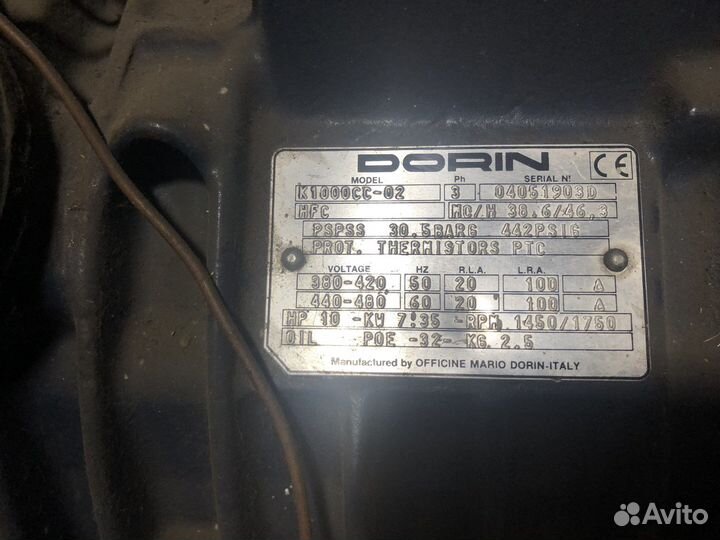 DORIN
CE
MODEL Ph SERIAL Nº
K1000CC-02 3 04051903D
HFC MC/H 38.6/46,3
PSPSS 30.5BARG 442PSIG
PROT. THERMISTORS PTC
VOLTAGE HZ R.L.A. L.R.A.
380-420 50 20 100 Δ
440-480 60 20 100 Δ
HP 10 -KW 7.35 -RPM 1450/1750
OIL POE -32- KG 2.5
Manufactured by OFFICINE MARIO DORIN-ITALY
Avito